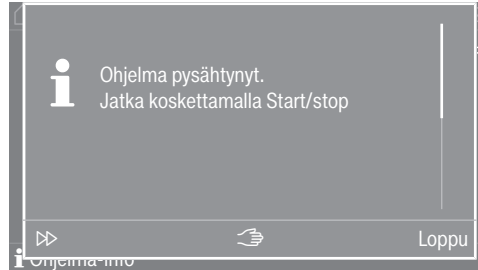 Ohjelma pysähtynyt.
Jatka koskettamalla Start/stop
Loppu
Ohjelma-info